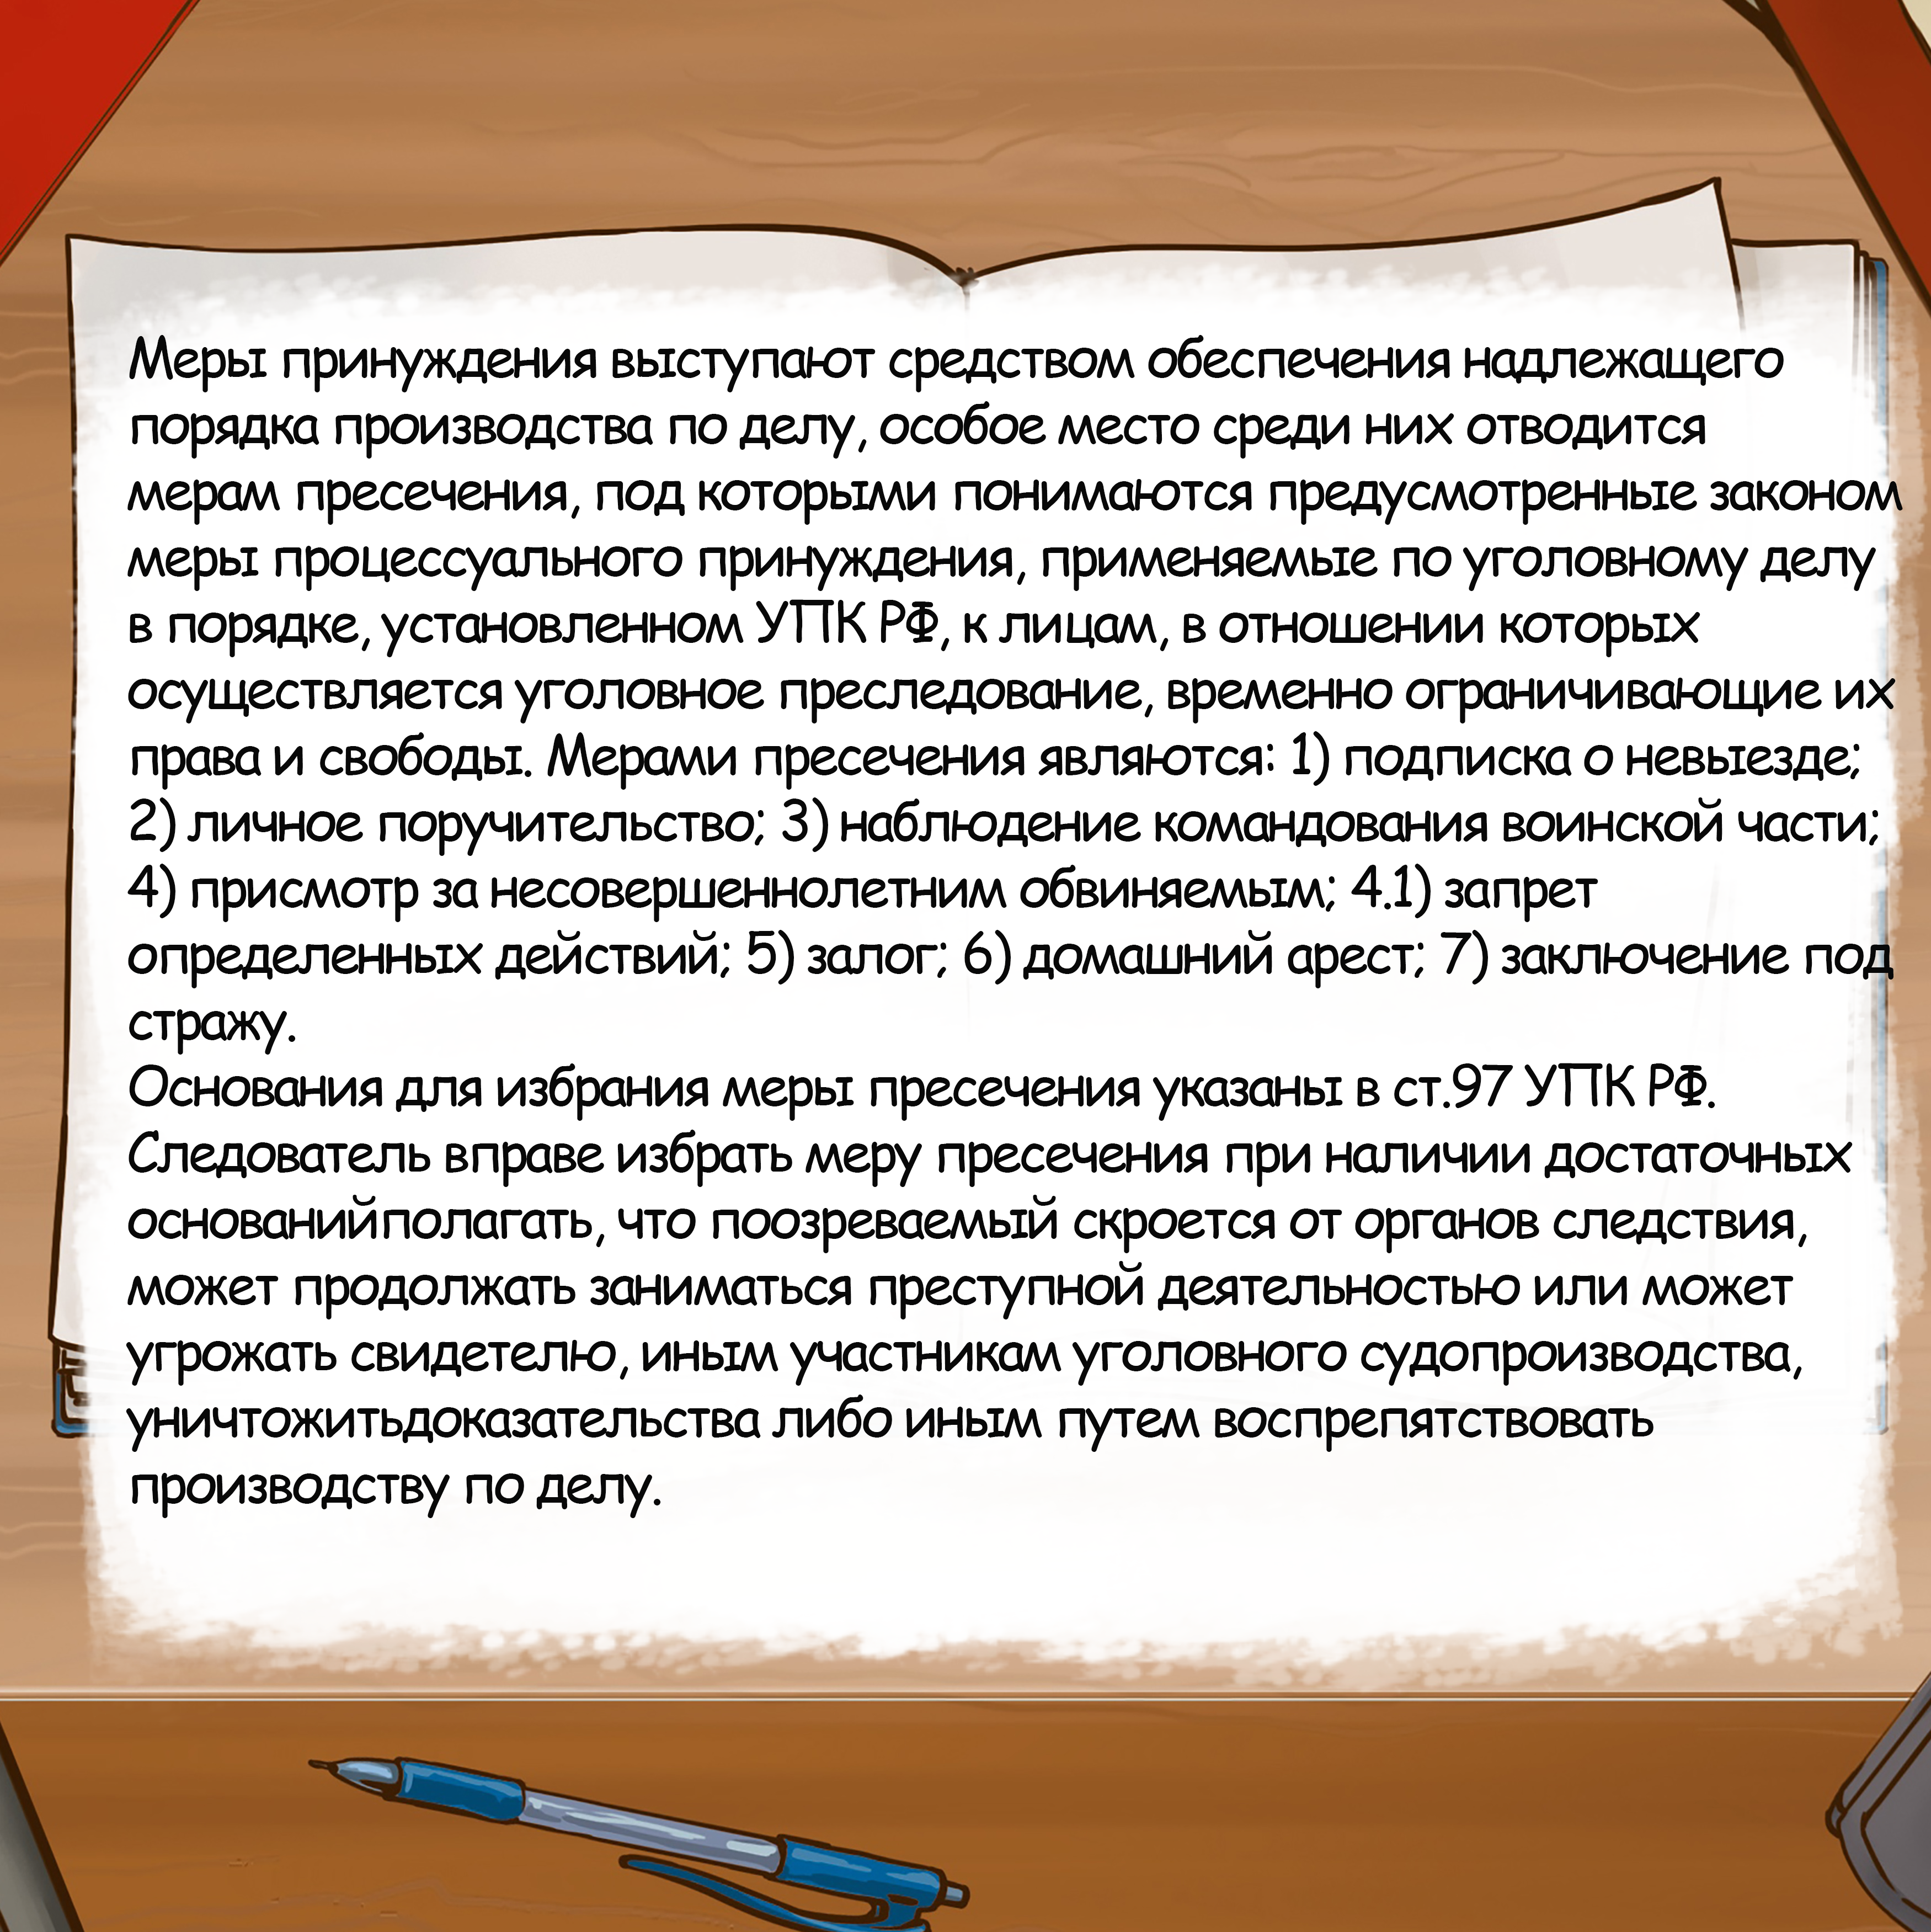 Меры принуждения выступают средством обеспечения надлежащего
порядка производства по делу, особое место среди них отводится
мерам пресечения, под которыми понимаются предусмотренные законом
меры процессуального принуждения, применяемые по уголовному делу
в порядке, установленном УПК РФ, к лицам, в отношении которых
осуществляется уголовное преследование, временно ограничивающие их
права и свободы. Мерами пресечения являются: 1) подписка о невыезде;
2) личное поручительство; 3) наблюдение командования воинской части;
4) присмотр за несовершеннолетним обвиняемым; 4.1) запрет
определенных действий; 5) залог; 6) домашний арест; 7) заключение под
стражу.
Основания для избрания меры пресечения указаны в ст.97 УПК РФ.
Следователь вправе избрать меру пресечения при наличии достаточных
основанийполагать, что поозреваемый скроется от органов следствия,
может продолжать заниматься преступной деятельностью или может
угрожать свидетелю, иным участникам уголовного судопроизводства,
уничтожитьдоказательства либо иным путем воспрепятствовать
производству по делу.